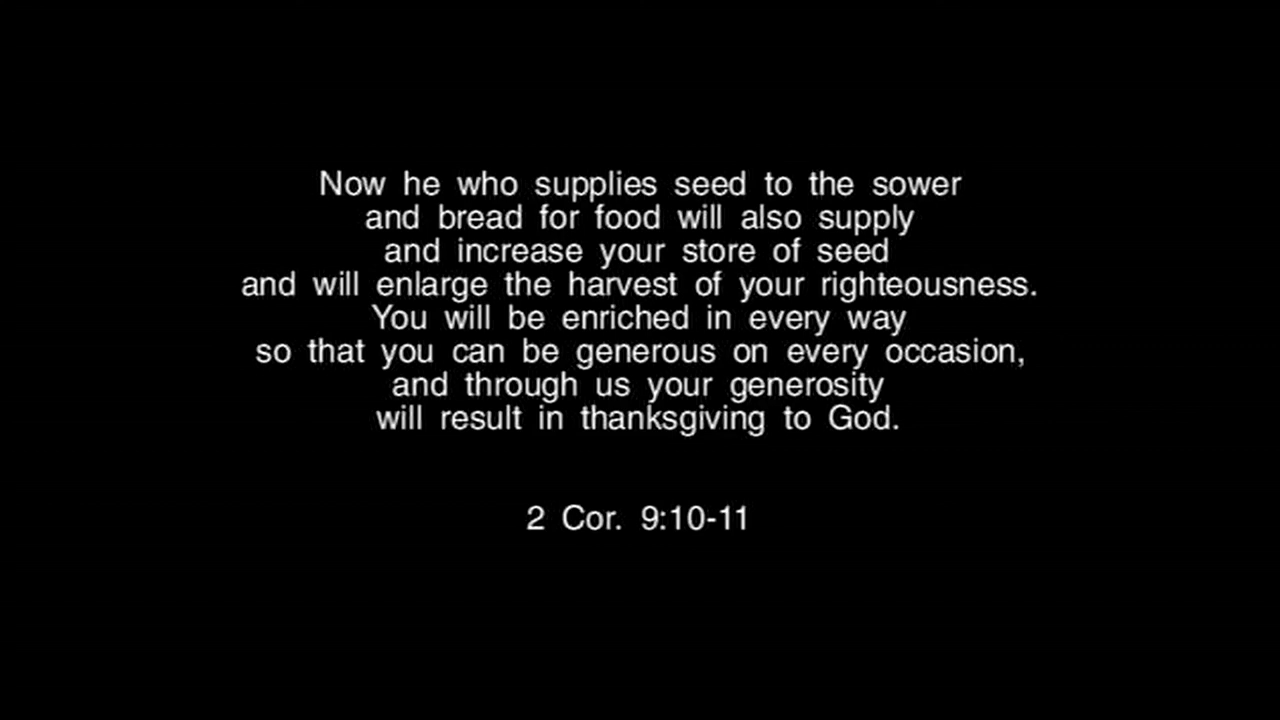 Now he who supplies seed to the sower
and bread for food will also supply
and increase your store of seed
and will enlarge the harvest of your righteousness.
You will be enriched in every way
so that you can be generous on every occasion,
and through us your generosity
will result in thanksgiving to God.
2 Cor. 9:10-11